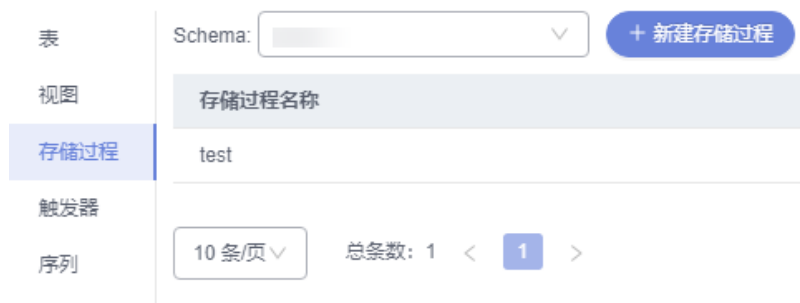 表
视图
存储过程
触发器
序列
Schema:
+ 新建存储过程
存储过程名称
test
10 条/页
总条数：1
< 1 >